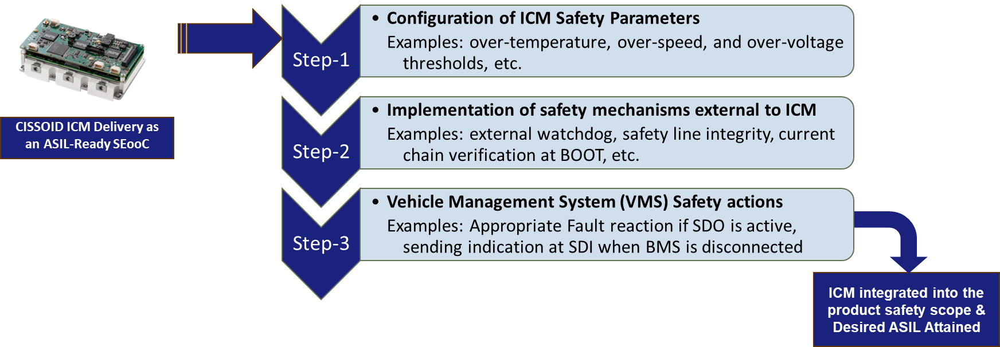 CISSOID ICM Delivery as
an ASIL-Ready SEooC
Step-1
• Configuration of ICM Safety Parameters
Examples: over-temperature, over-speed, and over-voltage
thresholds, etc.
Step-2
• Implementation of safety mechanisms external to ICM
Examples: external watchdog, safety line integrity, current
chain verification at BOOT, etc.
Step-3
• Vehicle Management System (VMS) Safety actions
Examples: Appropriate Fault reaction if SDO is active,
sending indication at SDI when BMS is disconnected
ICM integrated into the
product safety scope &
Desired ASIL Attained